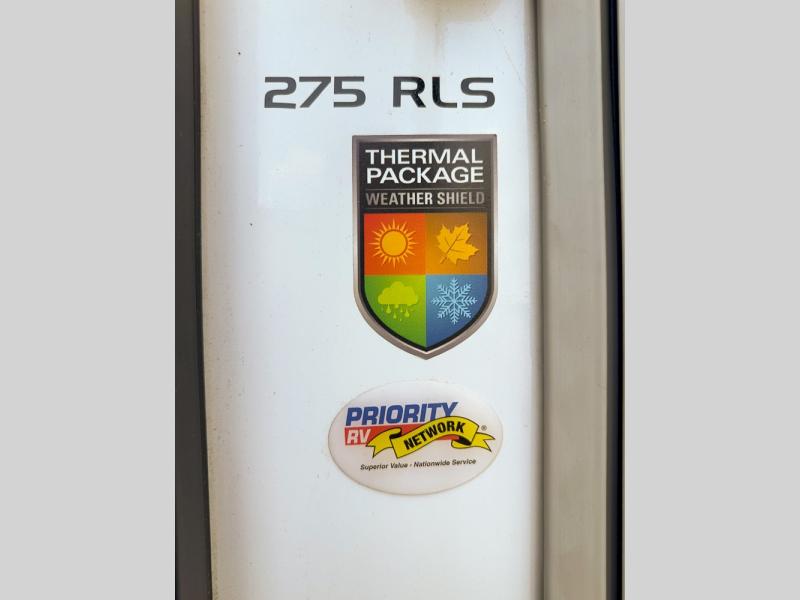 275 RLS
THERMAL
PACKAGE
WEATHER SHIELD
PRIORITY
RV NETWORK®
Superior Value - Nationwide Service